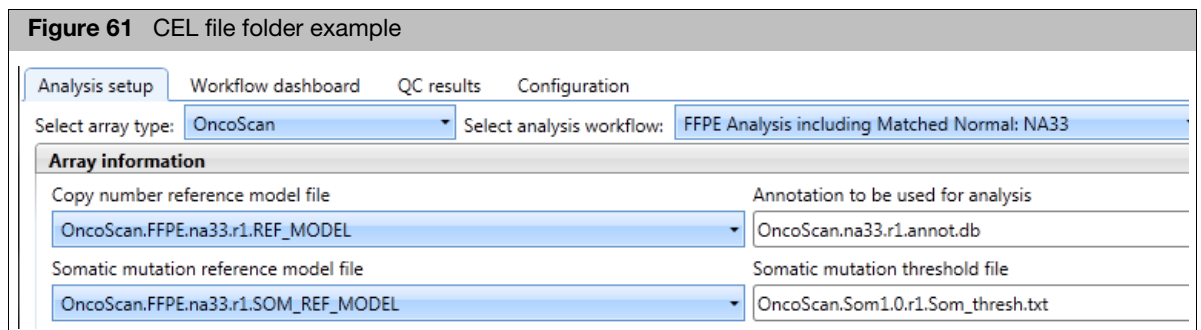 Figure 61 CEL file folder example
Analysis setup Workflow dashboard QC results Configuration
Select array type: OncoScan Select analysis workflow: FFPE Analysis including Matched Normal: NA33
Array information
Copy number reference model file Annotation to be used for analysis
OncoScan.FFPE.na33.r1.REF_MODEL OncoScan.na33.r1.annot.db
Somatic mutation reference model file Somatic mutation threshold file
OncoScan.FFPE.na33.r1.SOM_REF_MODEL OncoScan.Som1.0.r1.Som_thresh.txt